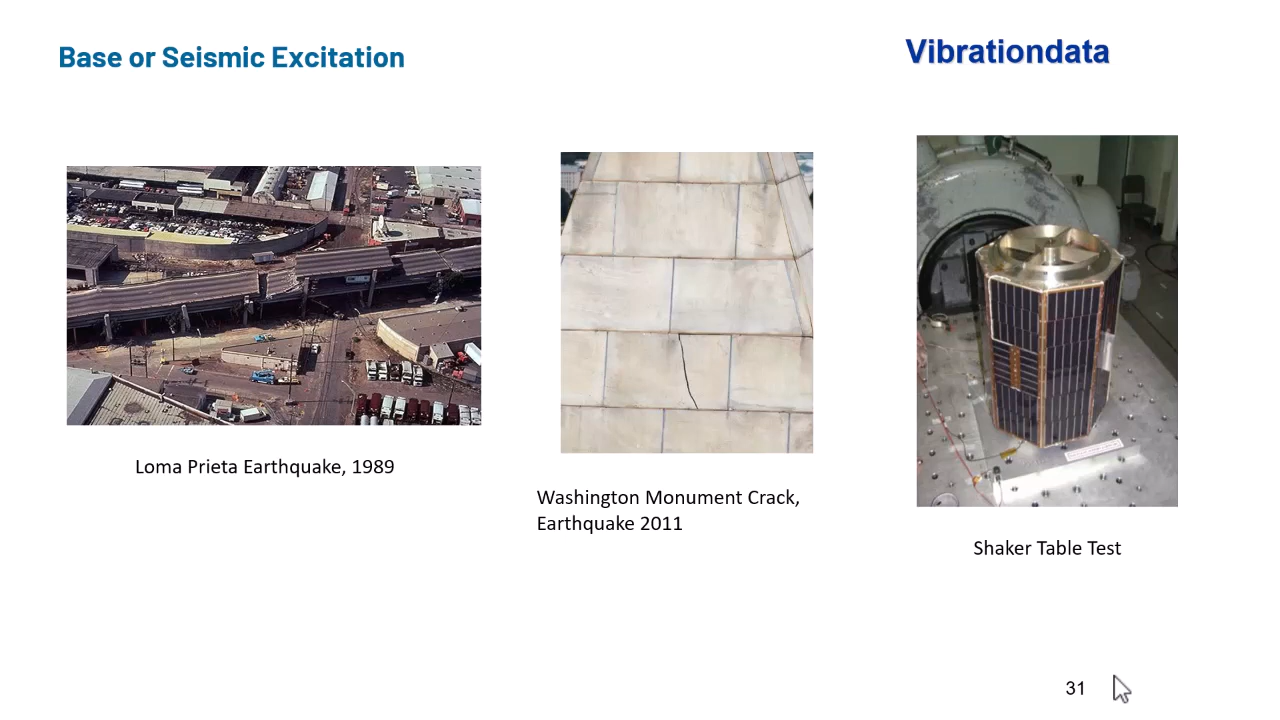 Base or Seismic Excitation
Vibrationdata
Loma Prieta Earthquake, 1989
Washington Monument Crack,
Earthquake 2011
Shaker Table Test
31